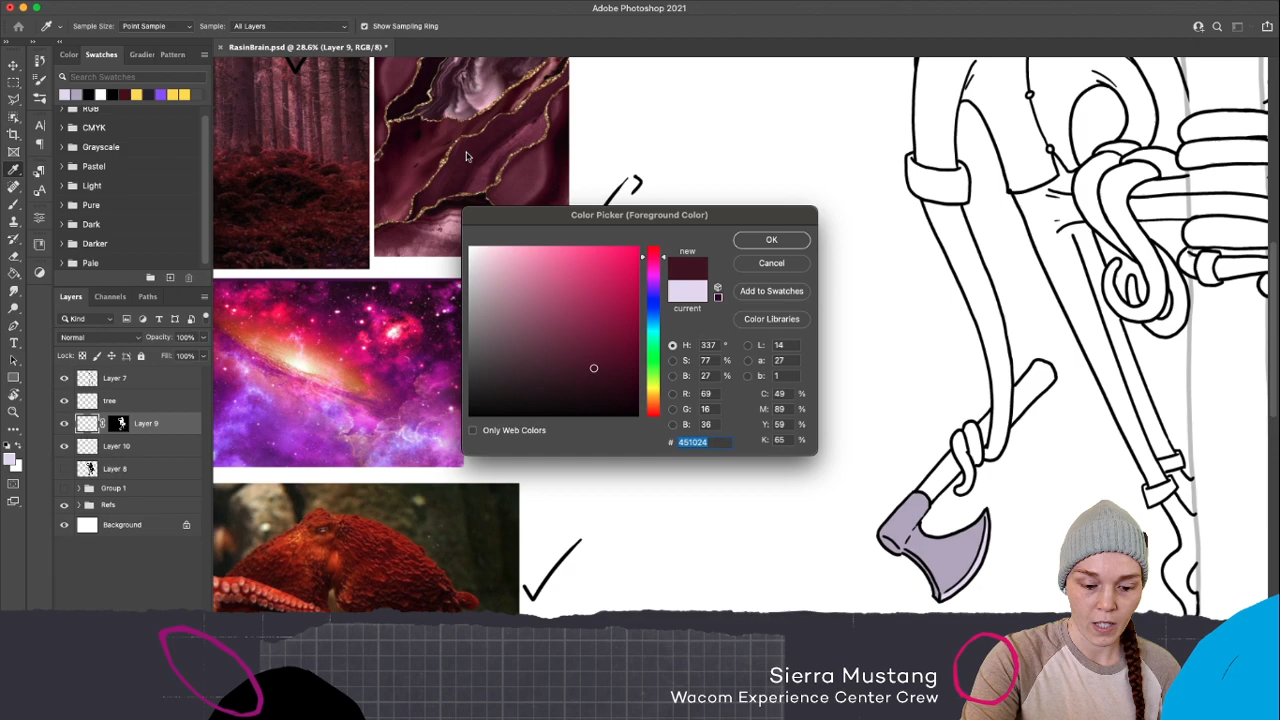 Adobe Photoshop 2021
Sample Size: Point Sample Sample: All Layers Show Sampling Ring
Color Swatches Gradier Pattern
RasinBrain.psd @ 28.6% (Layer 9, RGB/8) *
Search Swatches
RGB
CMYK
Grayscale
Pastel
Light
Pure
Dark
Darker
Pale
Layers Channels Paths
Kind
Normal Opacity: 100%
Lock: Fill: 100%
Layer 7
tree
Layer 9
Layer 10
Layer 8
Group 1
Refs
Background
Color Picker (Foreground Color)
new
current
OK
Cancel
Add to Swatches
Color Libraries
H: 337 °
S: 77 %
B: 27 %
R: 69
G: 16
B: 36
# 451024
L: 14
a: 27
b: 1
C: 49 %
M: 89 %
Y: 59 %
K: 65 %
Only Web Colors
Sierra Mustang
Wacom Experience Center Crew